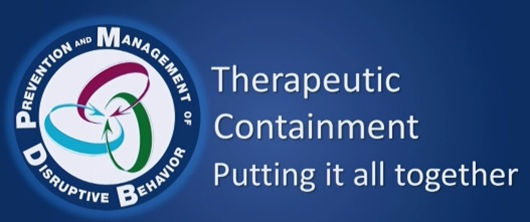 PREVENTION AND MANAGEMENT OF
DISRUPTIVE BEHAVIOR
Therapeutic
Containment
Putting it all together